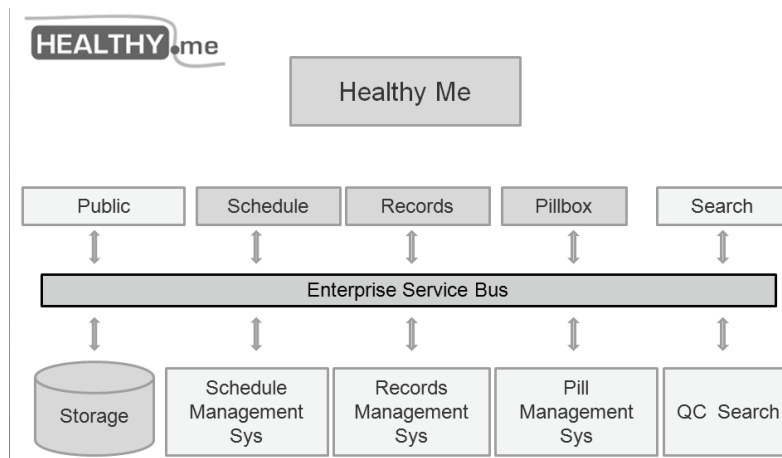 HEALTHY.me
Healthy Me
Public
Schedule
Records
Pillbox
Search
Enterprise Service Bus
Storage
Schedule
Management
Sys
Records
Management
Sys
Pill
Management
Sys
QC Search